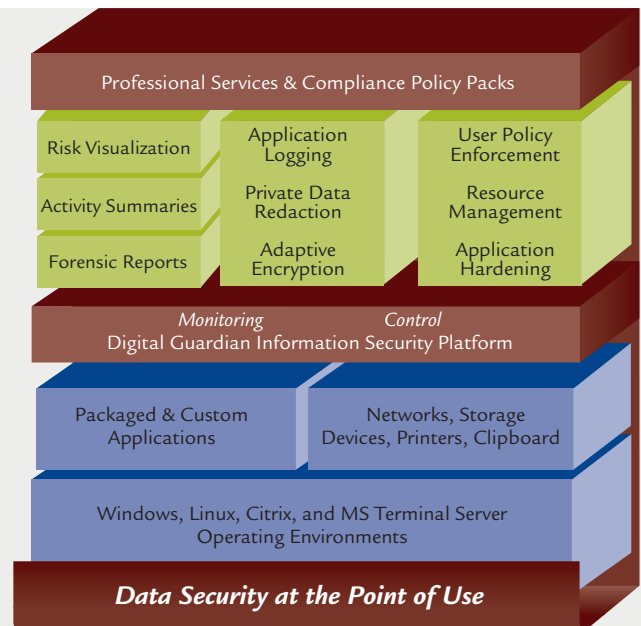 Professional Services & Compliance Policy Packs
Risk Visualization
Activity Summaries
Forensic Reports
Application
Logging
Private Data
Redaction
Adaptive
Encryption
User Policy
Enforcement
Resource
Management
Application
Hardening
Monitoring
Control
Digital Guardian Information Security Platform
Packaged & Custom
Applications
Networks, Storage
Devices, Printers, Clipboard
Windows, Linux, Citrix, and MS Terminal Server
Operating Environments
Data Security at the Point of Use